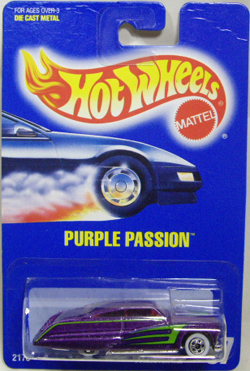 FOR AGES OVER 3
DIE CAST METAL
Hot Wheels
MATTEL
PURPLE PASSION™